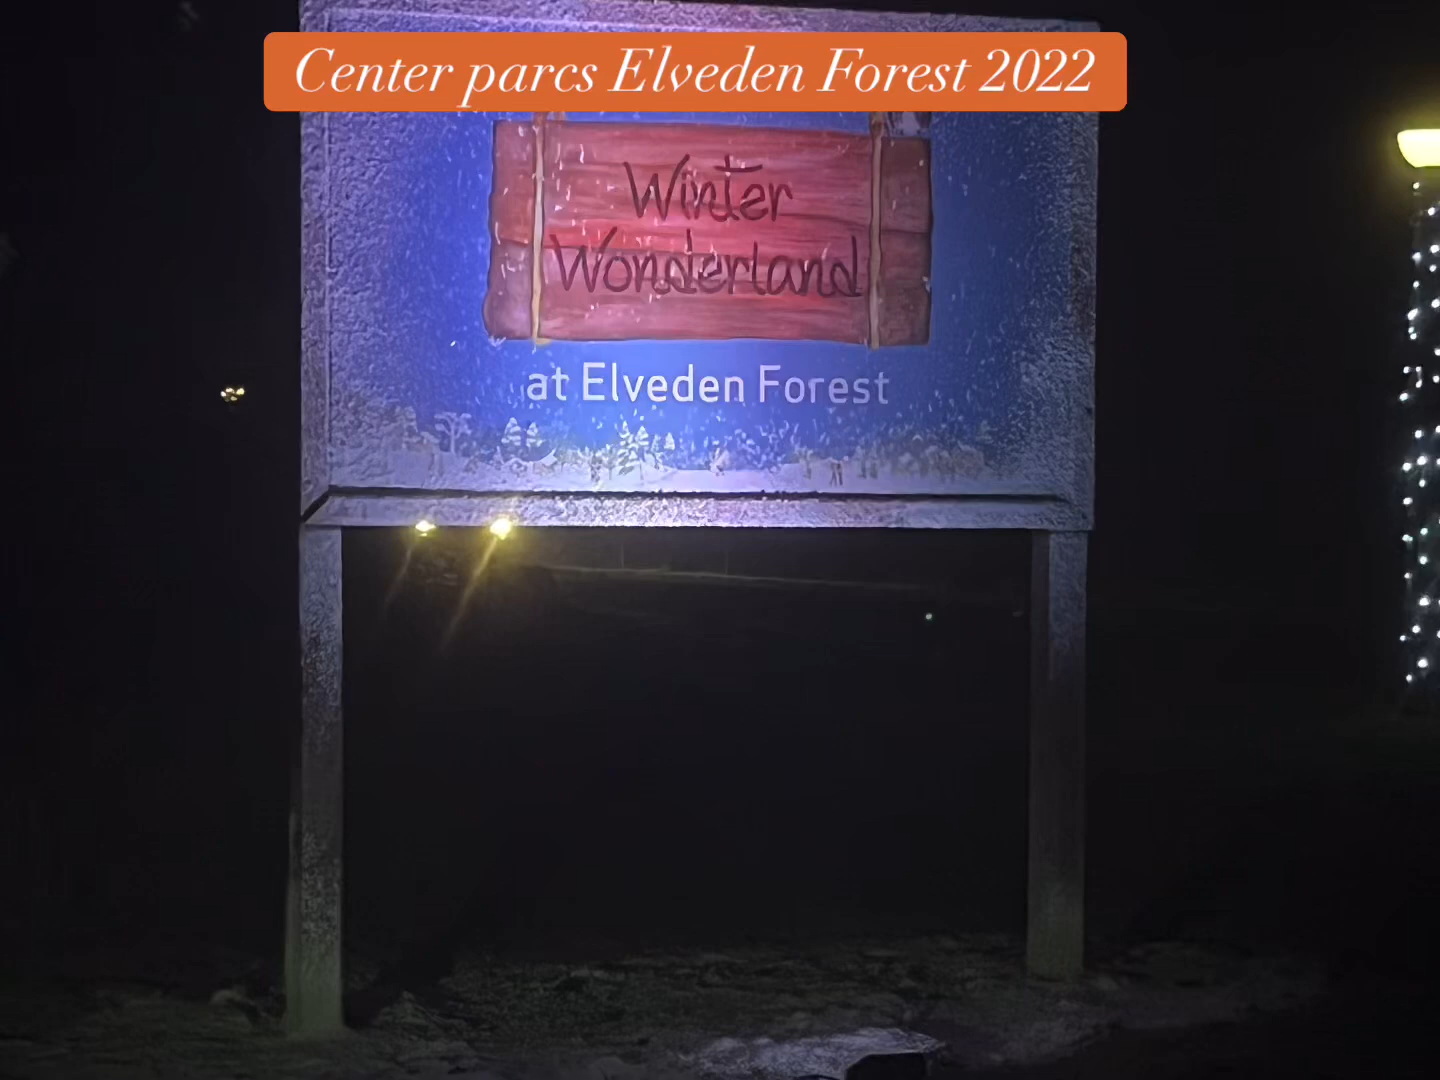 Center parcs Elveden Forest 2022
Winter
Wonderland
at Elveden Forest